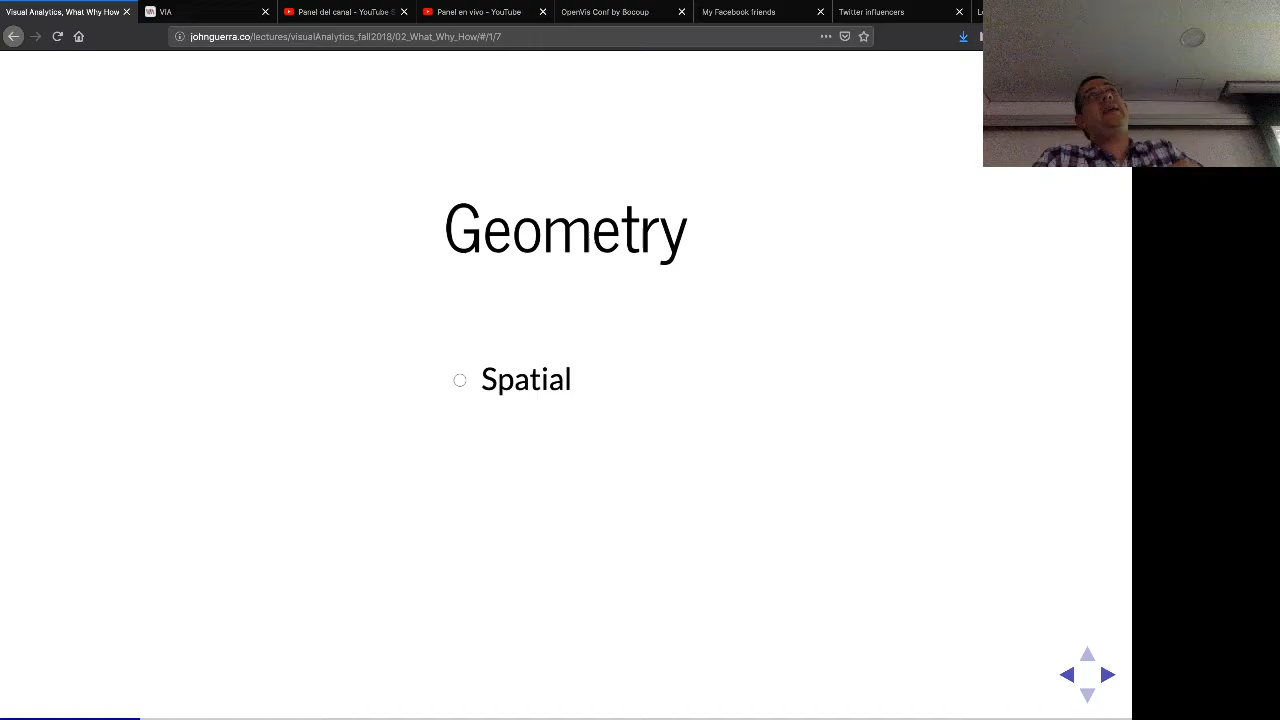 Visual Analytics, What Why How
VIA
Panel del canal - YouTube S
Panel en vivo - YouTube
OpenVis Conf by Bocoup
My Facebook friends
Twitter influencers
johnguerra.co/lectures/visualAnalytics_fall2018/02_What_Why_How/#/1/7
Geometry
Spatial